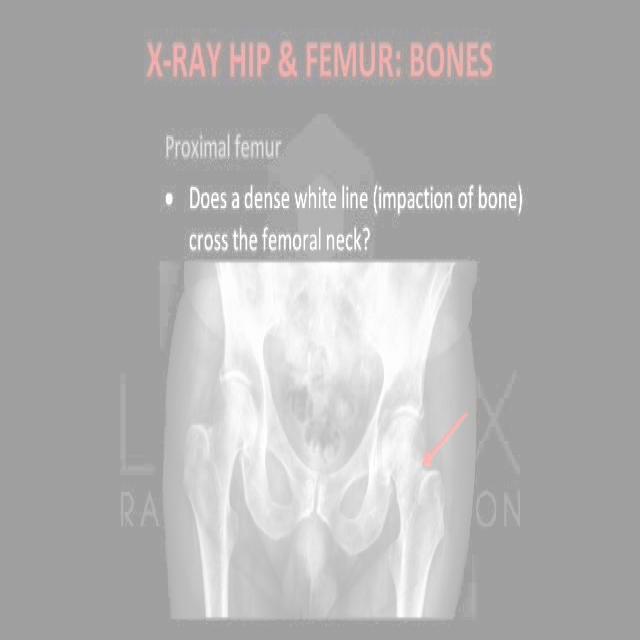 X-RAY HIP & FEMUR: BONES
Proximal femur
• Does a dense white line (impaction of bone)
cross the femoral neck?